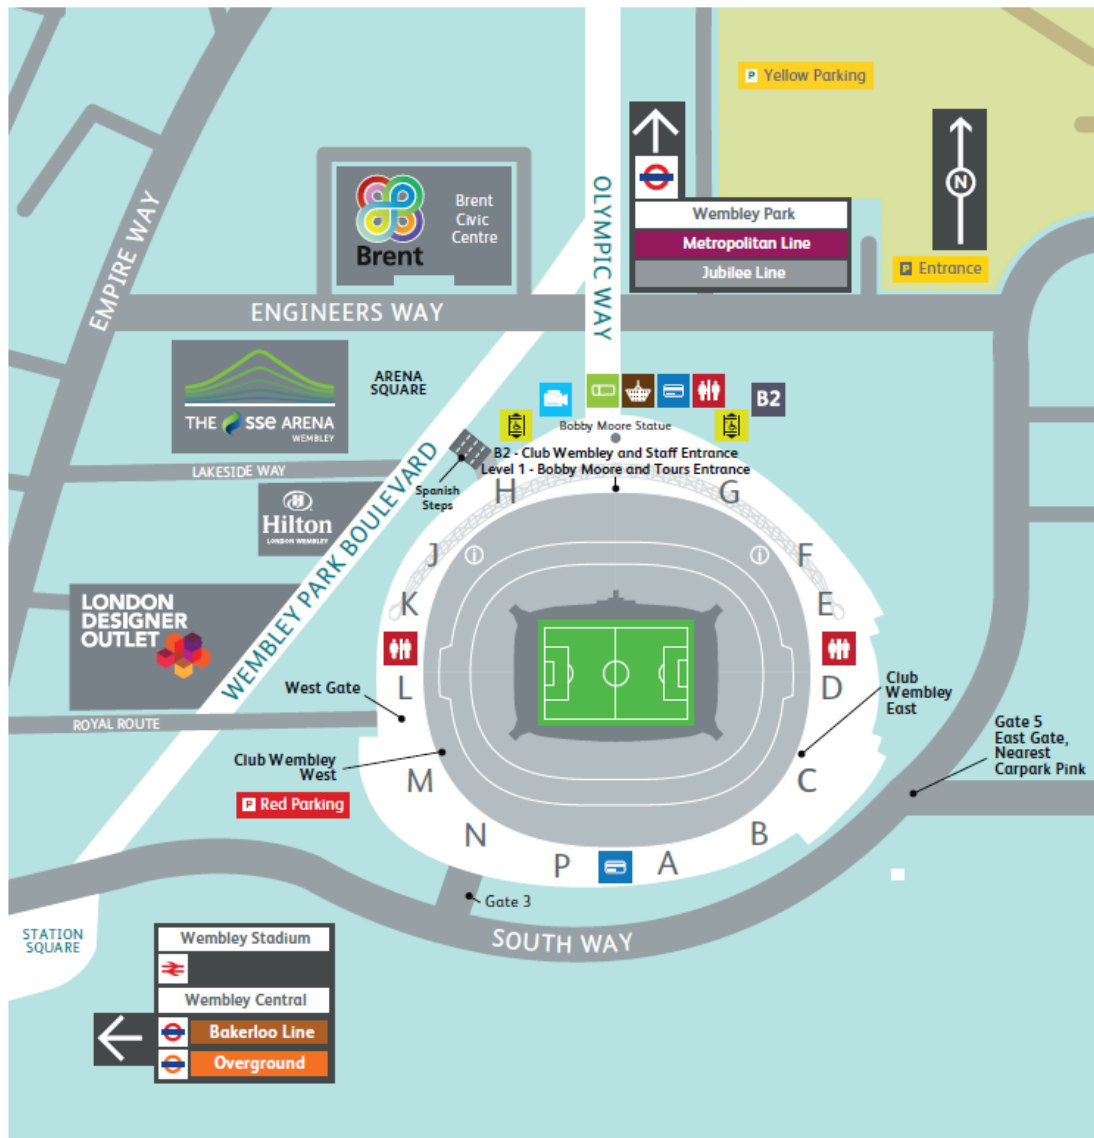 P Yellow Parking
N
Wembley Park
Metropolitan Line
Jubilee Line
P Entrance
OLYMPIC WAY
EMPIRE WAY
Brent
Brent
Civic
Centre
ENGINEERS WAY
THE sse ARENA
WEMBLEY
ARENA
SQUARE
B2
Bobby Moore Statue
B2 - Club Wembley and Staff Entrance
Level 1 - Bobby Moore and Tours Entrance
LAKESIDE WAY
Spanish
Steps
H
G
H
Hilton
LONDON WEMBLEY
WEMBLEY PARK BOULEVARD
J
i
i
F
K
E
LONDON
DESIGNER
OUTLET
West Gate
L
D
Club
Wembley
East
ROYAL ROUTE
Gate 5
East Gate,
Nearest
Carpark Pink
Club Wembley
West
M
C
P Red Parking
N
B
P
A
Gate 3
SOUTH WAY
STATION
SQUARE
Wembley Stadium
Wembley Central
Bakerloo Line
Overground